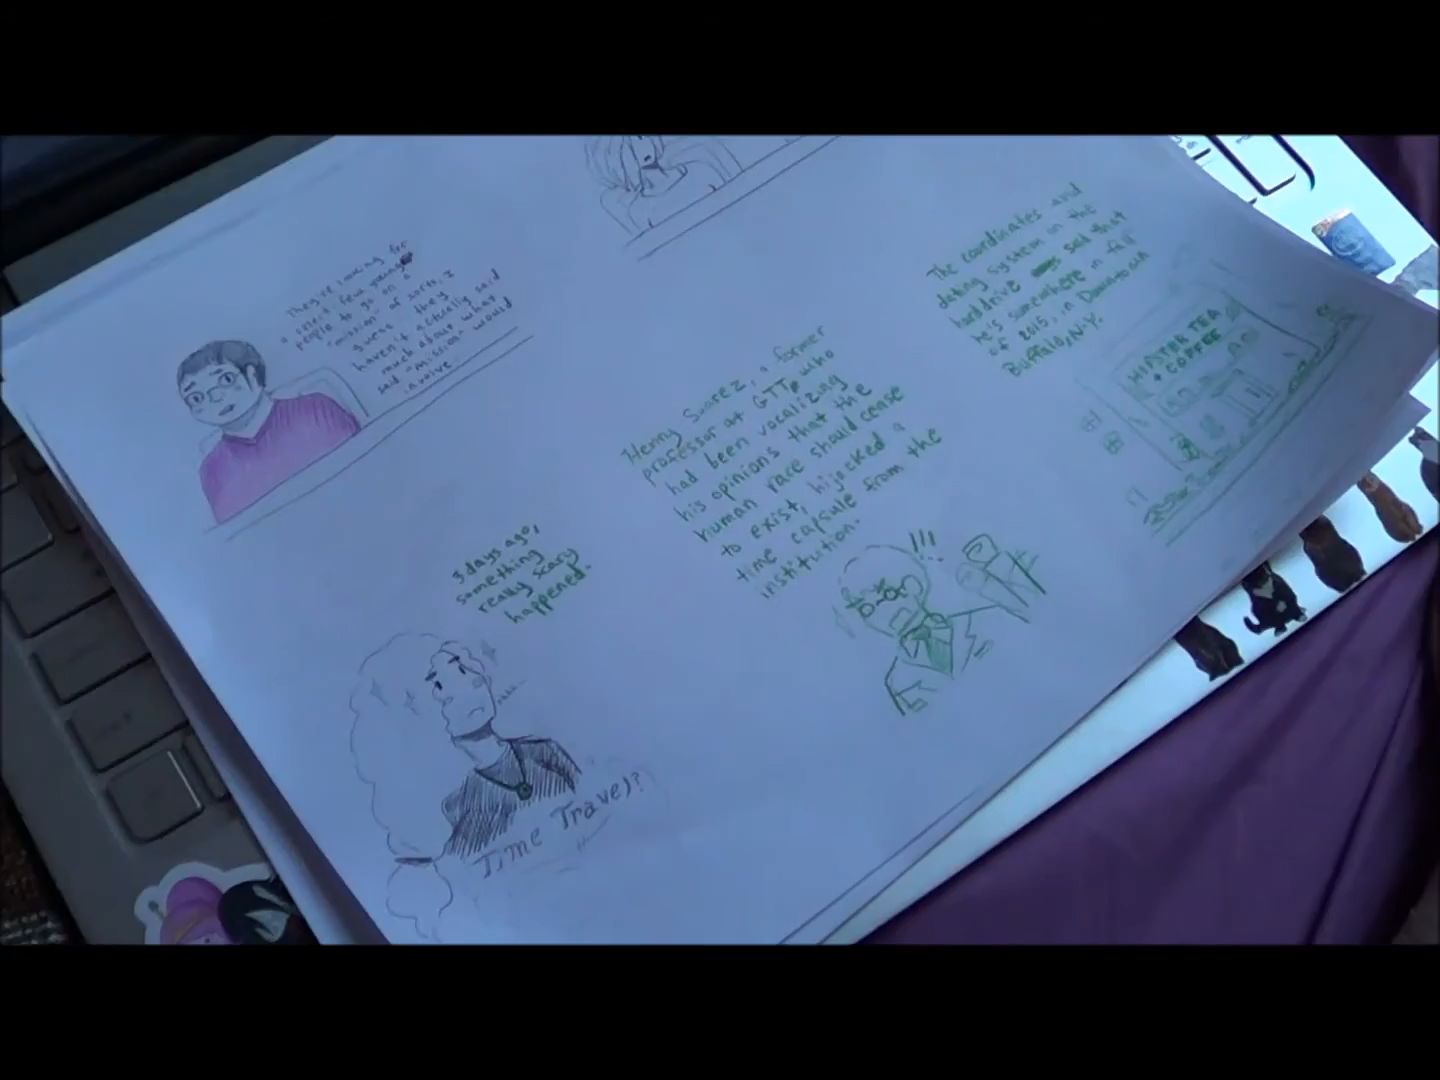 They're looking for
a select few young
people to go on a
"mission" of sorts, I
guess. They
haven't actually said
much about what
said "mission" would
involve
3 days ago,
something
really scary
happened.
Time Travel?
Henry Suarez, a former
professor at GTT, who
had been vocalizing
his opinions that the
human race should cease
to exist, hijacked a
time capsule from the
institution.
!!!
The coordinates and
dating system on the
harddrive said that
he's somewhere in fall
of 2015, in Downtown
Buffalo, N.Y.
TEA
+ COFFEE